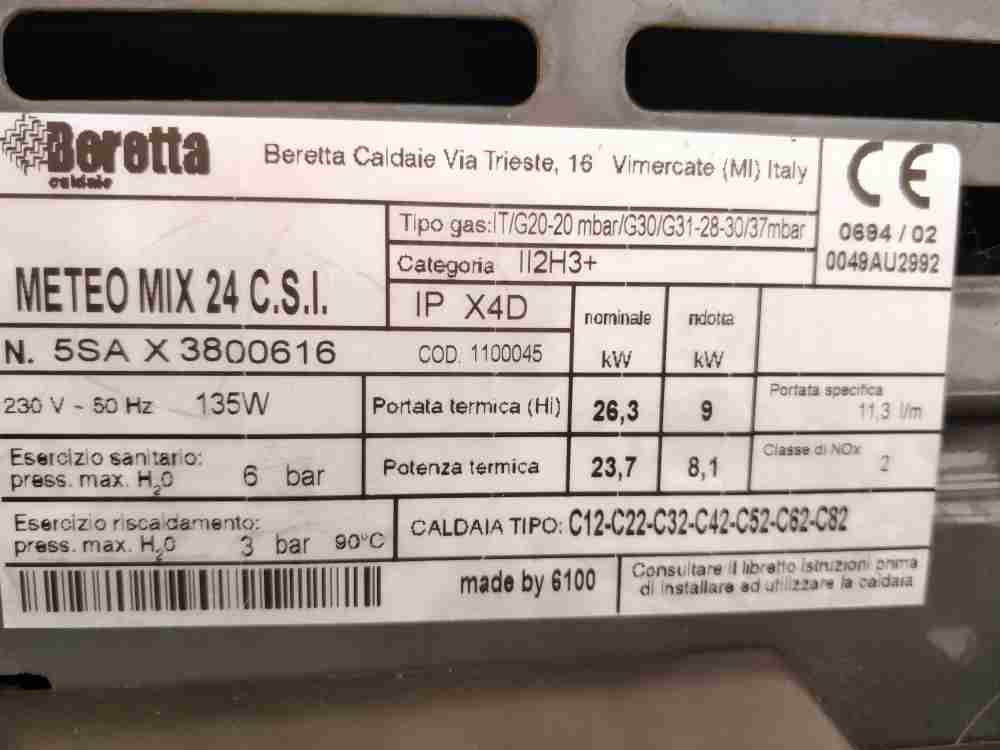 Beretta
caldaie
Beretta Caldaie Via Trieste, 16 Vimercate (MI) Italy
CE
0694 / 02
0049AU2992
METEO MIX 24 C.S.I.
Tipo gas:IT/G20-20 mbar/G30/G31-28-30/37mbar
Categoria II2H3+
IP X4D
nominale kW
ridotta kW
N. 5SA X 3800616
COD. 1100045
230 V ~ 50 Hz 135W
Portata termica (Hi) 26,3 9
Portata specifica
11,3 l/m
Esercizio sanitario:
press. max. H2O 6 bar
Potenza termica 23,7 8,1
Classe di NOx
2
Esercizio riscaldamento:
press. max. H2O 3 bar 90°C
CALDAIA TIPO: C12-C22-C32-C42-C52-C62-C82
made by 6100
Consultare il libretto istruzioni prima
di installare ed utilizzare la caldaia